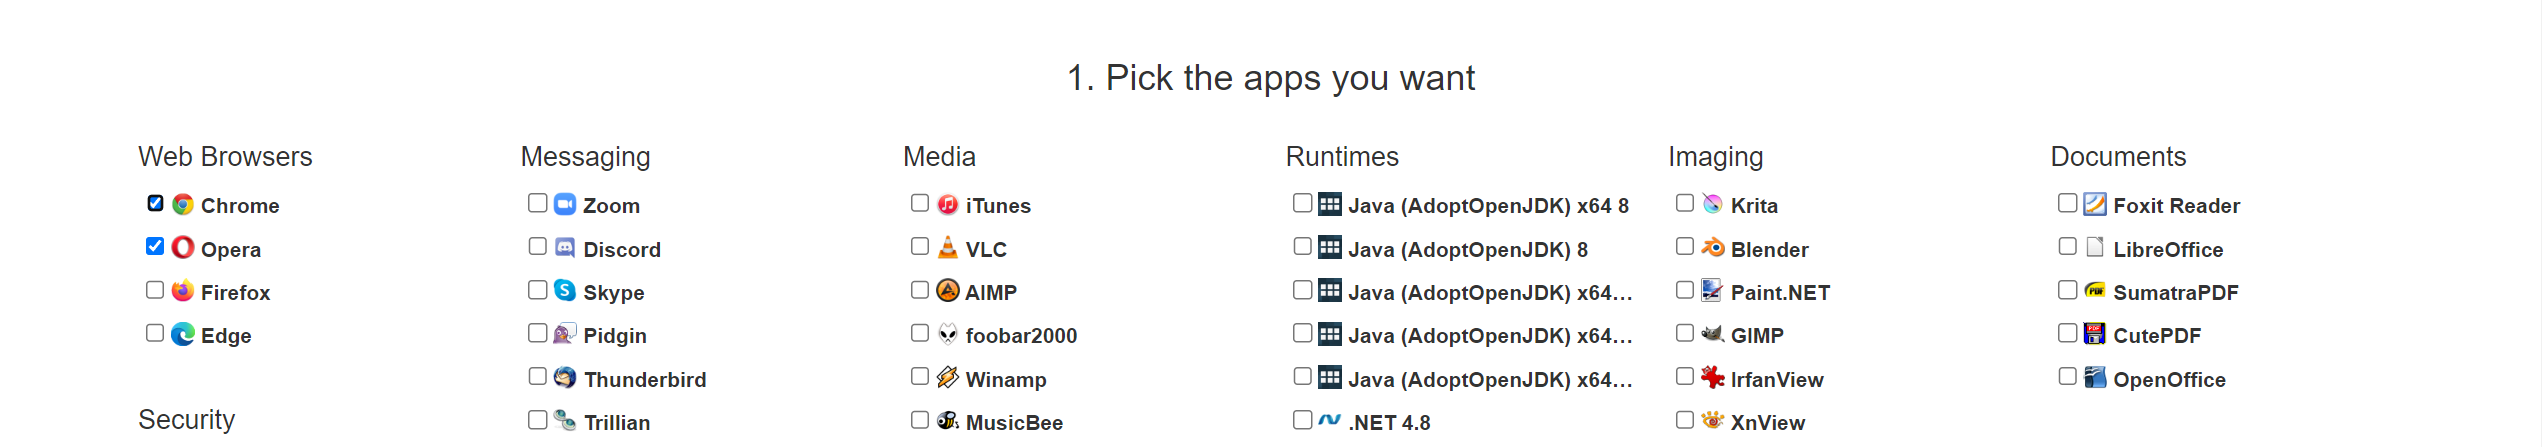 1. Pick the apps you want
Web Browsers
Chrome
Opera
Firefox
Edge
Security
Messaging
Zoom
Discord
Skype
Pidgin
Thunderbird
Trillian
Media
iTunes
VLC
AIMP
foobar2000
Winamp
MusicBee
Runtimes
Java (AdoptOpenJDK) x64 8
Java (AdoptOpenJDK) 8
Java (AdoptOpenJDK) x64...
Java (AdoptOpenJDK) x64...
Java (AdoptOpenJDK) x64...
.NET 4.8
Imaging
Krita
Blender
Paint.NET
GIMP
IrfanView
XnView
Documents
Foxit Reader
LibreOffice
SumatraPDF
CutePDF
OpenOffice